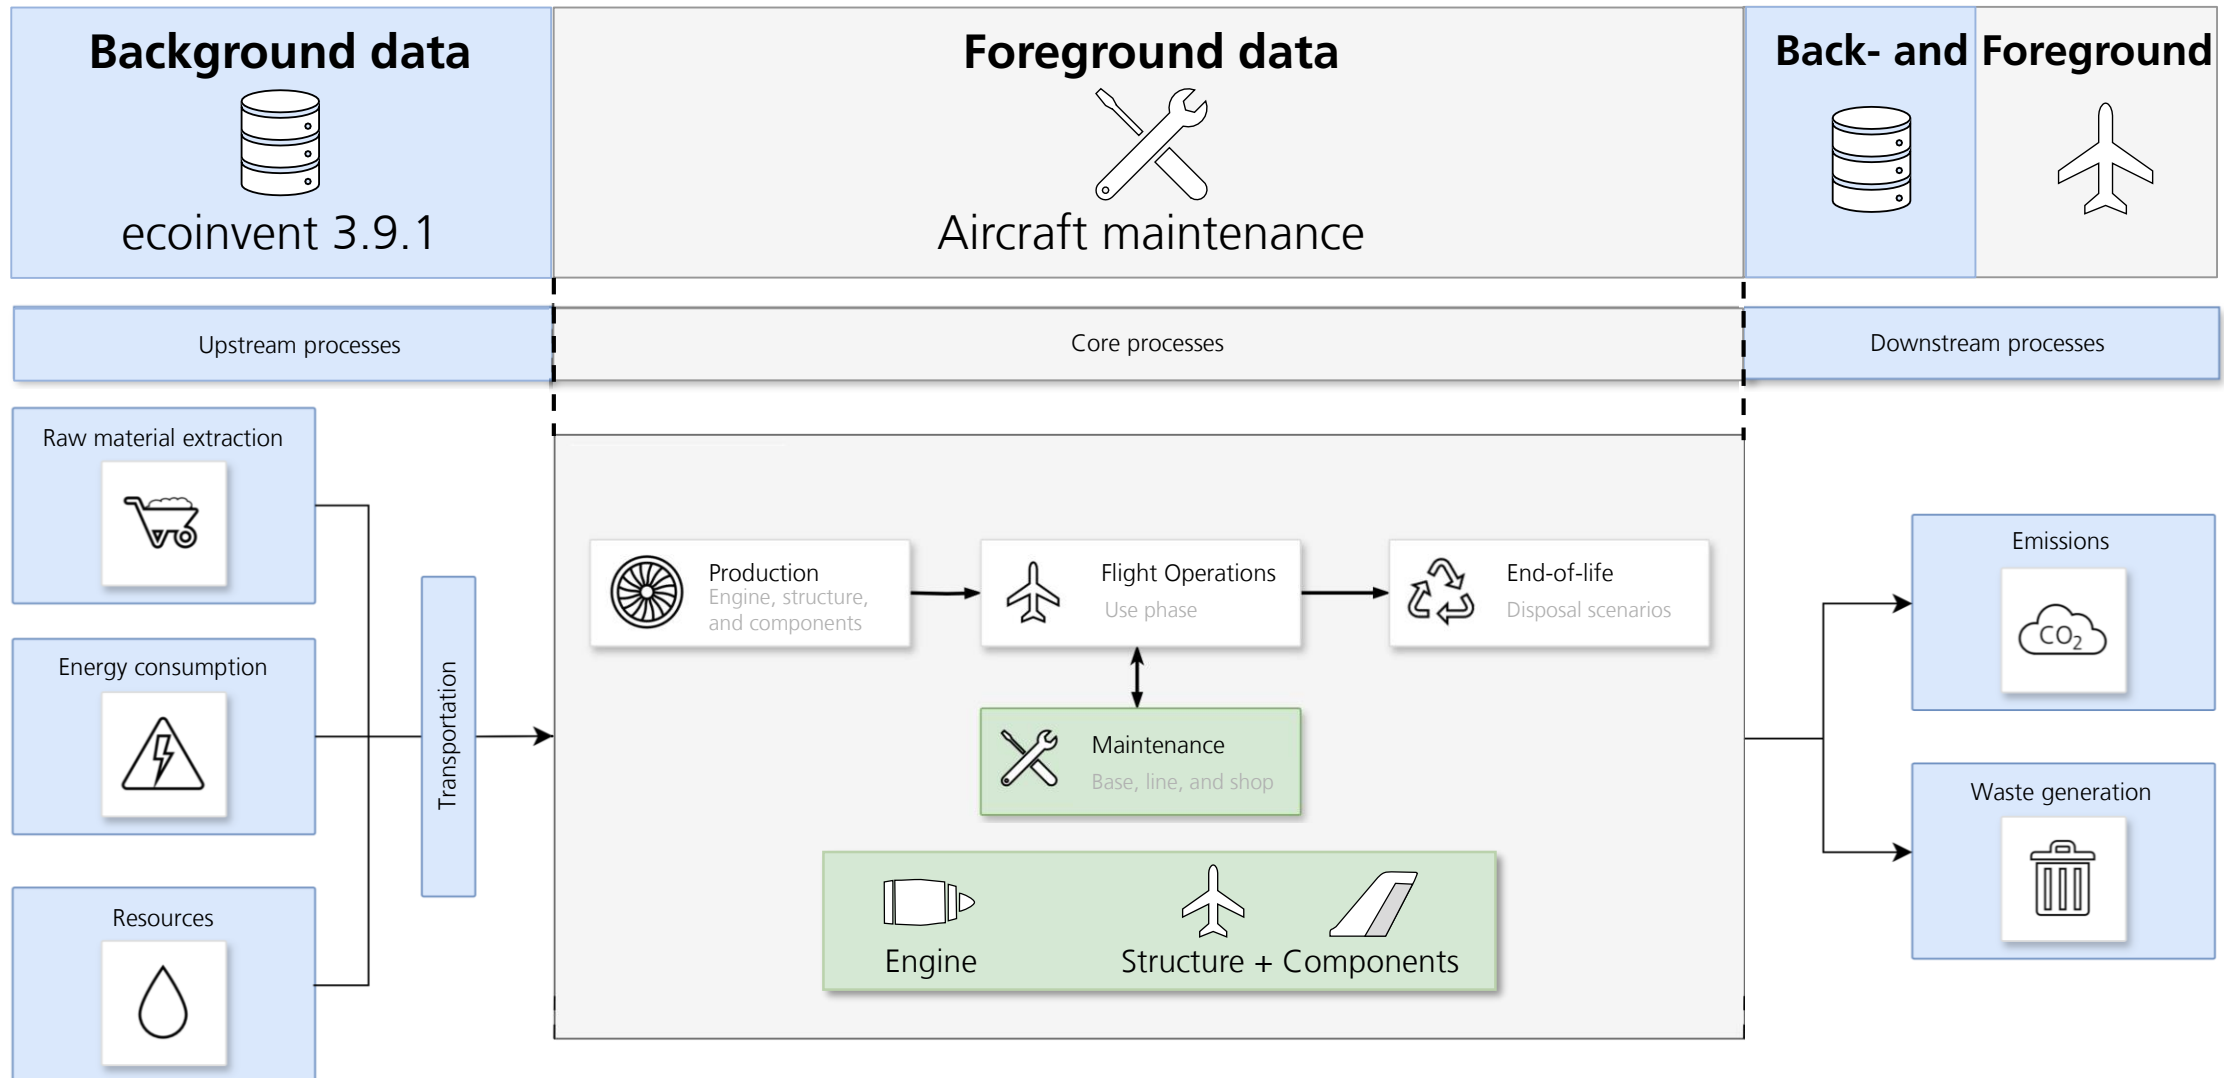 Background data
ecoinvent 3.9.1
Foreground data
Aircraft maintenance
Back- and Foreground
Upstream processes
Core processes
Downstream processes
Raw material extraction
Energy consumption
Resources
Transportation
Production
Engine, structure,
and components
Flight Operations
Use phase
End-of-life
Disposal scenarios
Maintenance
Base, line, and shop
Engine
Structure + Components
Emissions
CO₂
Waste generation